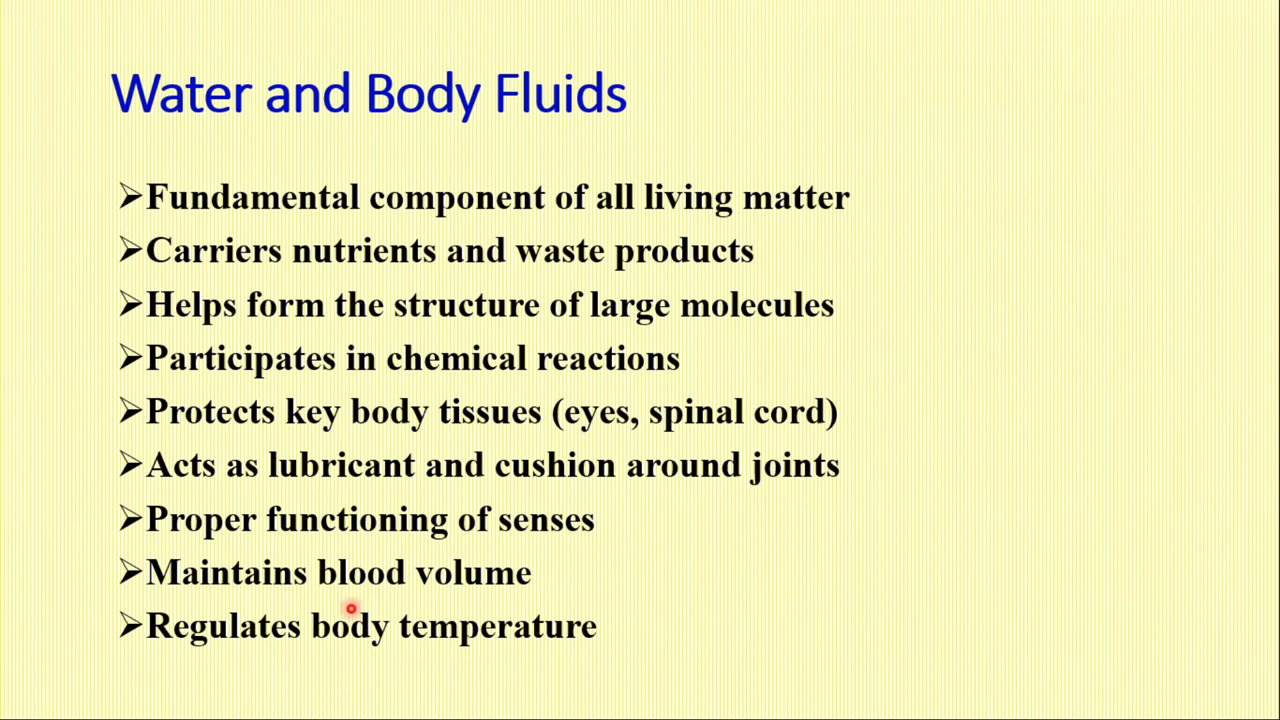 Water and Body Fluids
➢Fundamental component of all living matter
➢Carriers nutrients and waste products
➢Helps form the structure of large molecules
➢Participates in chemical reactions
➢Protects key body tissues (eyes, spinal cord)
➢Acts as lubricant and cushion around joints
➢Proper functioning of senses
➢Maintains blood volume
➢Regulates body temperature